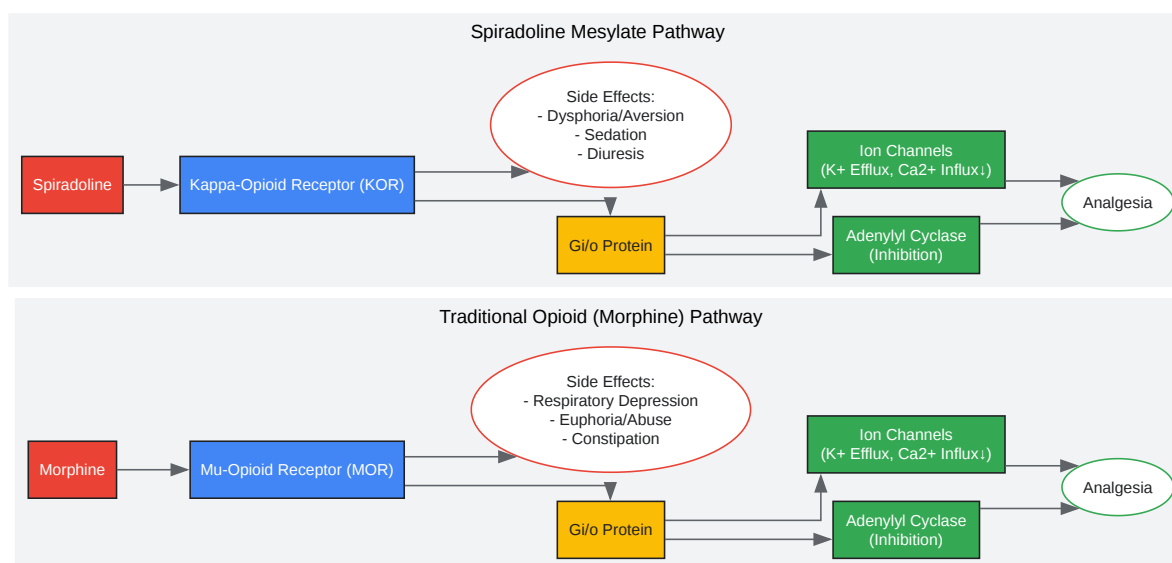 Spiradoline Mesylate Pathway
Side Effects:
- Dysphoria/Aversion
- Sedation
- Diuresis
Spiradoline
Kappa-Opioid Receptor (KOR)
Gi/o Protein
Ion Channels
(K+ Efflux, Ca2+ Influx↓)
Adenylyl Cyclase
(Inhibition)
Analgesia
Traditional Opioid (Morphine) Pathway
Side Effects:
- Respiratory Depression
- Euphoria/Abuse
- Constipation
Morphine
Mu-Opioid Receptor (MOR)
Gi/o Protein
Ion Channels
(K+ Efflux, Ca2+ Influx↓)
Adenylyl Cyclase
(Inhibition)
Analgesia